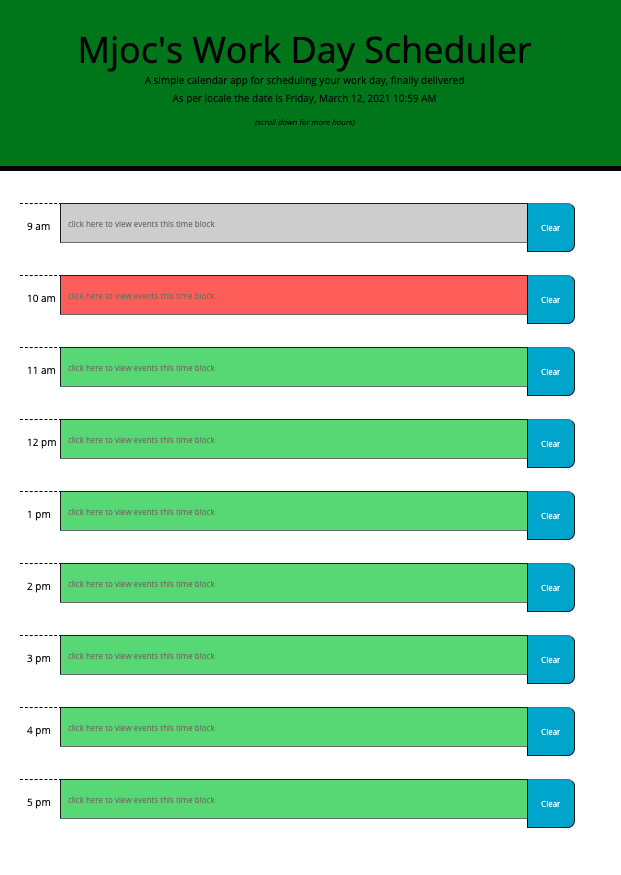 Mjoc's Work Day Scheduler
A simple calendar app for scheduling your work day, finally delivered
As per locale the date is Friday, March 12, 2021 10:59 AM
(scroll down for more hours)
9 am click here to view events this time block Clear
10 am click here to view events this time block Clear
11 am click here to view events this time block Clear
12 pm click here to view events this time block Clear
1 pm click here to view events this time block Clear
2 pm click here to view events this time block Clear
3 pm click here to view events this time block Clear
4 pm click here to view events this time block Clear
5 pm click here to view events this time block Clear